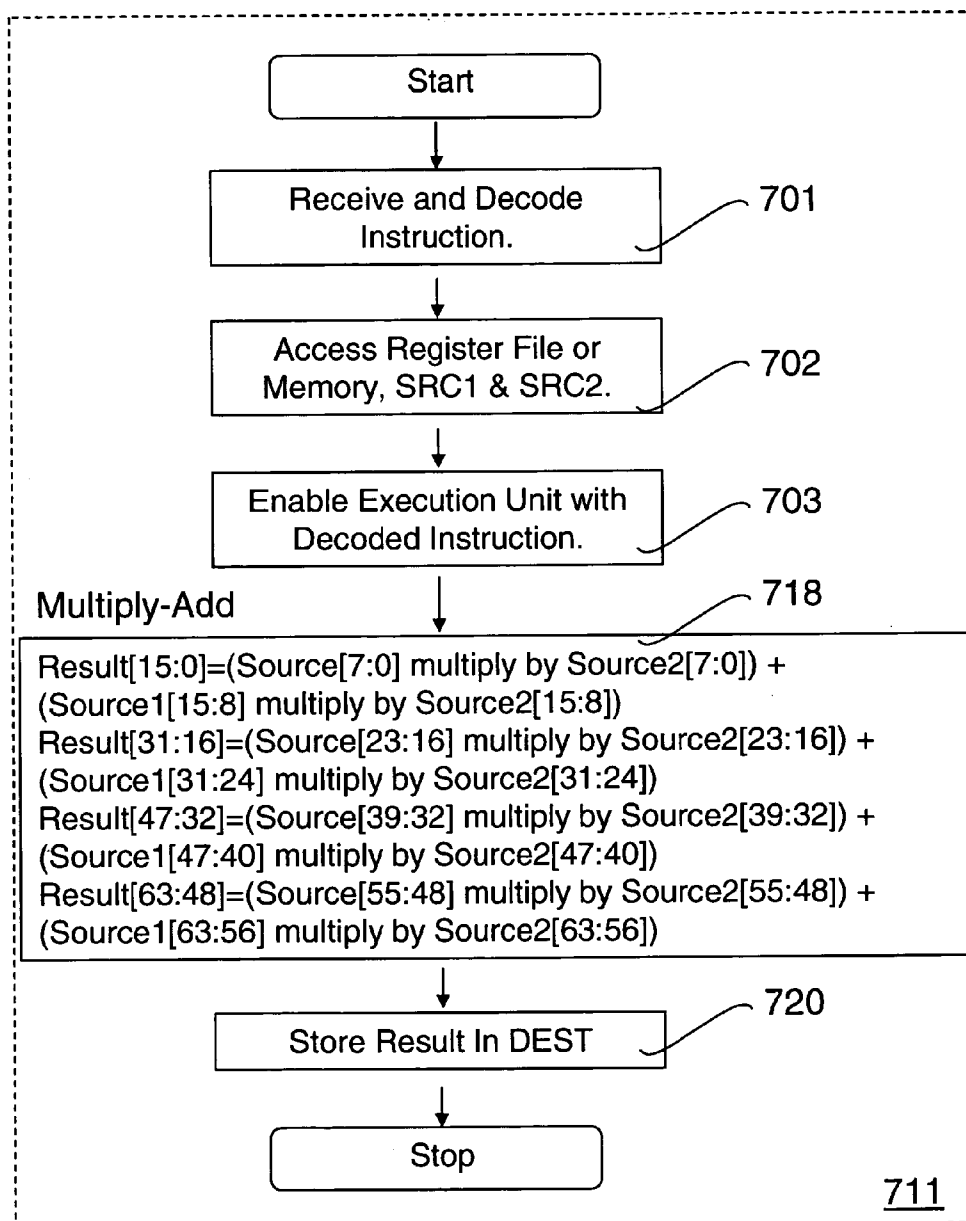 Start
Receive and Decode
Instruction.
701
Access Register File or
Memory, SRC1 & SRC2.
702
Enable Execution Unit with
Decoded Instruction.
703
Multiply-Add
718
Result[15:0]=(Source[7:0] multiply by Source2[7:0]) +
(Source1[15:8] multiply by Source2[15:8])
Result[31:16]=(Source[23:16] multiply by Source2[23:16]) +
(Source1[31:24] multiply by Source2[31:24])
Result[47:32]=(Source[39:32] multiply by Source2[39:32]) +
(Source1[47:40] multiply by Source2[47:40])
Result[63:48]=(Source[55:48] multiply by Source2[55:48]) +
(Source1[63:56] multiply by Source2[63:56])
720
Store Result In DEST
Stop
711